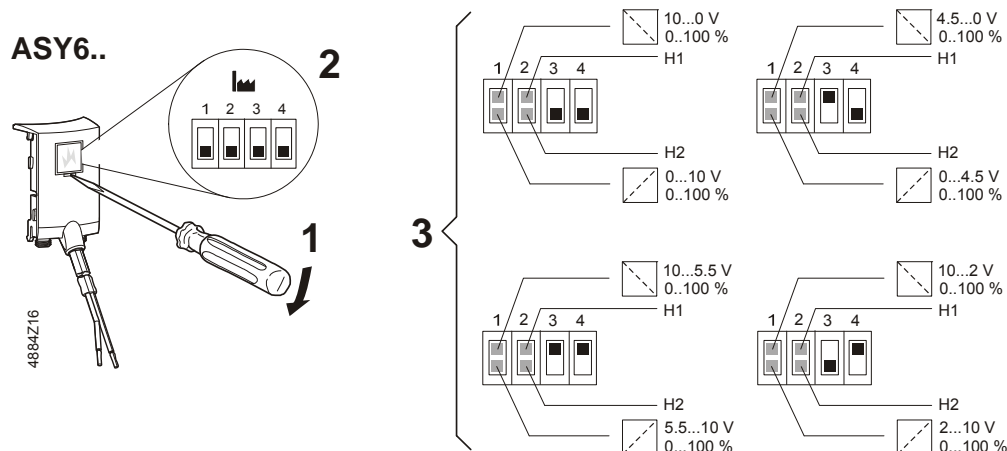 ASY6..
2
1 2 3 4
1
4884Z16
3
10...0 V
0..100 %
H1
1 2 3 4
H2
0...10 V
0..100 %
4.5...0 V
0..100 %
H1
1 2 3 4
H2
0...4.5 V
0..100 %
10...5.5 V
0..100 %
H1
1 2 3 4
H2
5.5...10 V
0...100 %
10...2 V
0..100 %
H1
1 2 3 4
H2
2...10 V
0...100 %